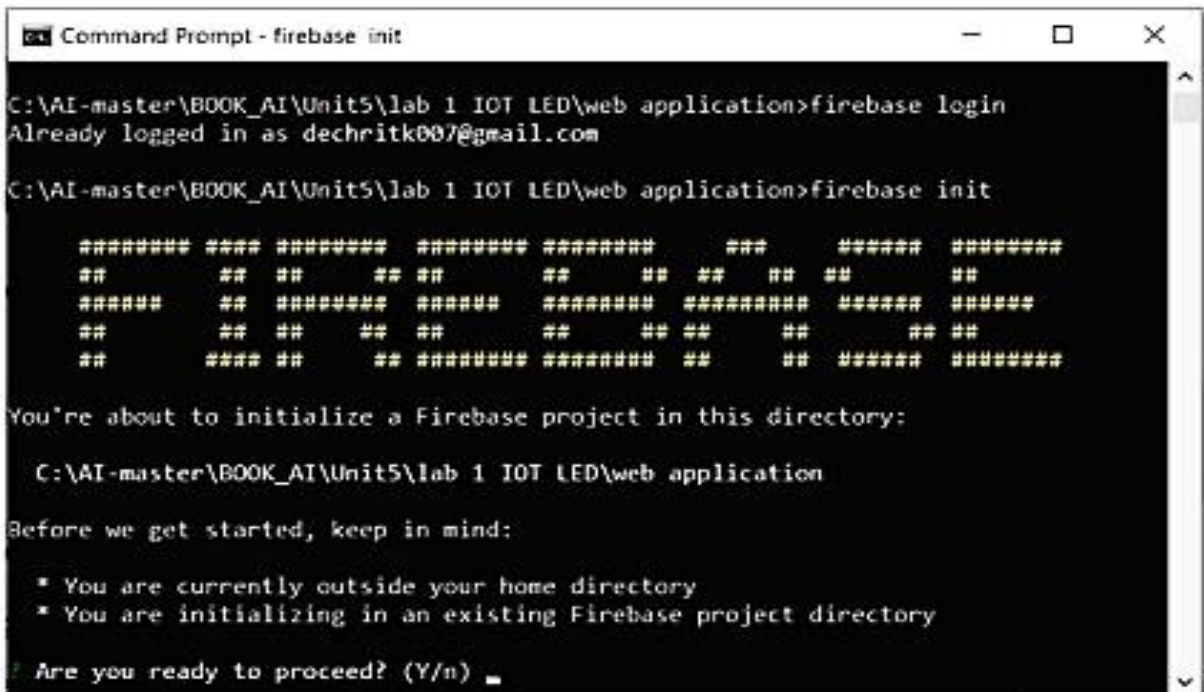 Command Prompt - firebase init
C:\AI-master\BOOK_AI\Unit5\lab 1 IOT LED\web application>firebase login
Already logged in as dechritk007@gmail.com
C:\AI-master\BOOK_AI\Unit5\lab 1 IOT LED\web application>firebase init
FIREBASE
You're about to initialize a Firebase project in this directory:
C:\AI-master\BOOK_AI\Unit5\lab 1 IOT LED\web application
Before we get started, keep in mind:
* You are currently outside your home directory
* You are initializing in an existing Firebase project directory
? Are you ready to proceed? (Y/n)